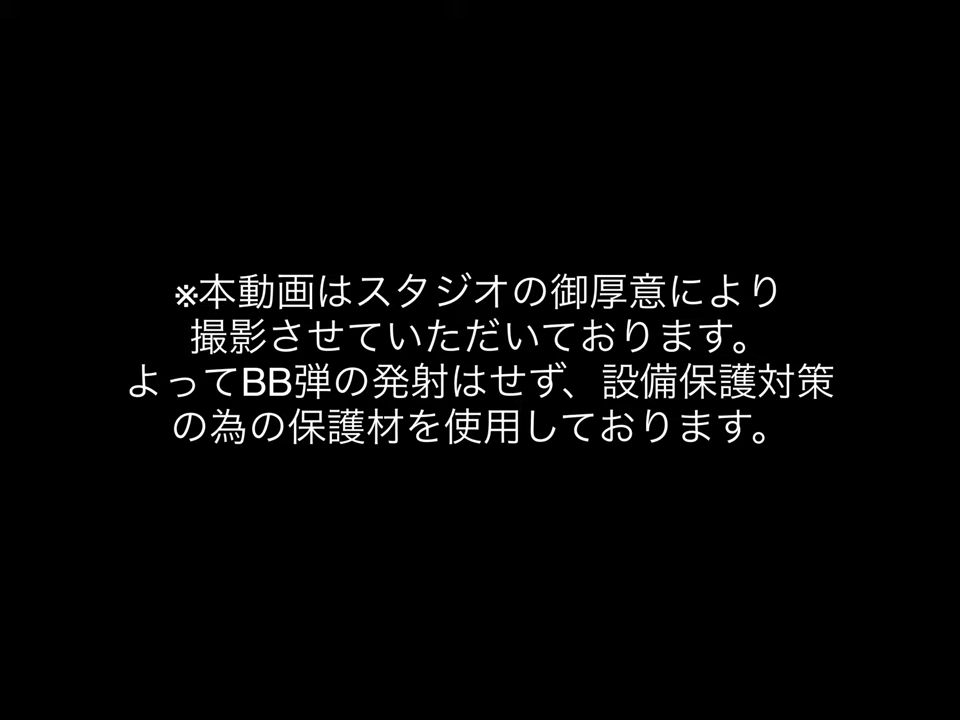 ※本動画はスタジオの御厚意により
撮影させていただいております。
よってBB弾の発射はせず、設備保護対策
の為の保護材を使用しております。